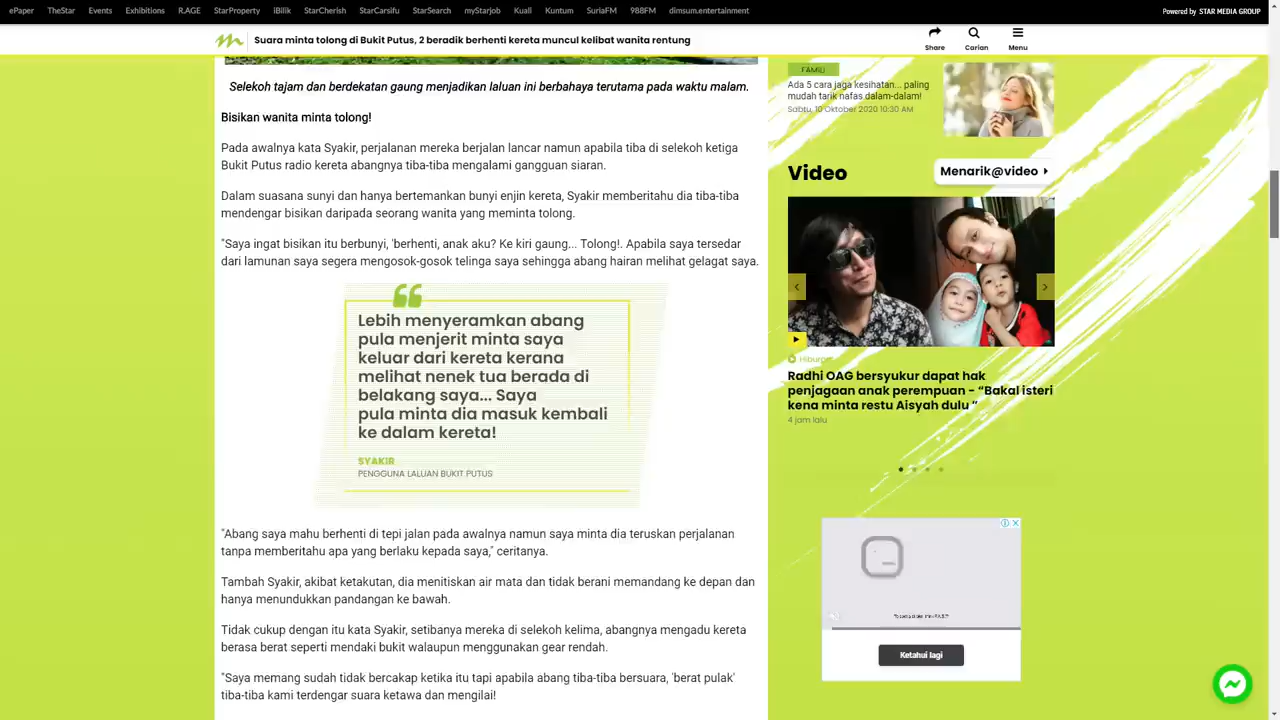 ePaper TheStar Events Exhibitions R.AGE StarProperty iBilik StarCherish StarCarsifu StarSearch myStarjob Kuali Kuntum SuriaFM 988FM dimsum.entertainment
Powered by STAR MEDIA GROUP
Suara minta tolong di Bukit Putus, 2 beradik berhenti kereta muncul kelibat wanita rentung
Share Carian Menu
Selekoh tajam dan berdekatan gaung menjadikan laluan ini berbahaya terutama pada waktu malam.
Bisikan wanita minta tolong!
Pada awalnya kata Syakir, perjalanan mereka berjalan lancar namun apabila tiba di selekoh ketiga
Bukit Putus radio kereta abangnya tiba-tiba mengalami gangguan siaran.
Dalam suasana sunyi dan hanya bertemankan bunyi enjin kereta, Syakir memberitahu dia tiba-tiba
mendengar bisikan daripada seorang wanita yang meminta tolong.
"Saya ingat bisikan itu berbunyi, 'berhenti, anak aku? Ke kiri gaung... Tolong!. Apabila saya tersedar
dari lamunan saya segera mengosok-gosok telinga saya sehingga abang hairan melihat gelagat saya.
Lebih menyeramkan abang
pula menjerit minta saya
keluar dari kereta kerana
melihat nenek tua berada di
belakang saya... Saya
pula minta dia masuk kembali
ke dalam kereta!
SYAKIR
PENGGUNA LALUAN BUKIT PUTUS
"Abang saya mahu berhenti di tepi jalan pada awalnya namun saya minta dia teruskan perjalanan
tanpa memberitahu apa yang berlaku kepada saya," ceritanya.
Tambah Syakir, akibat ketakutan, dia menitiskan air mata dan tidak berani memandang ke depan dan
hanya menundukkan pandangan ke bawah.
Tidak cukup dengan itu kata Syakir, setibanya mereka di selekoh kelima, abangnya mengadu kereta
berasa berat seperti mendaki bukit walaupun menggunakan gear rendah.
"Saya memang sudah tidak bercakap ketika itu tapi apabila abang tiba-tiba bersuara, 'berat pulak'
tiba-tiba kami terdengar suara ketawa dan mengilai!
FAMILI
Ada 5 cara jaga kesihatan... paling
mudah tarik nafas dalam-dalam!
Sabtu, 10 Oktober 2020 10:30 AM
Video
Menarik@video
Hiburan
Radhi OAG bersyukur dapat hak
penjagaan anak perempuan - “Bakal isteri
kena minta restu Aisyah dulu ”
4 jam lalu
Ketahui lagi